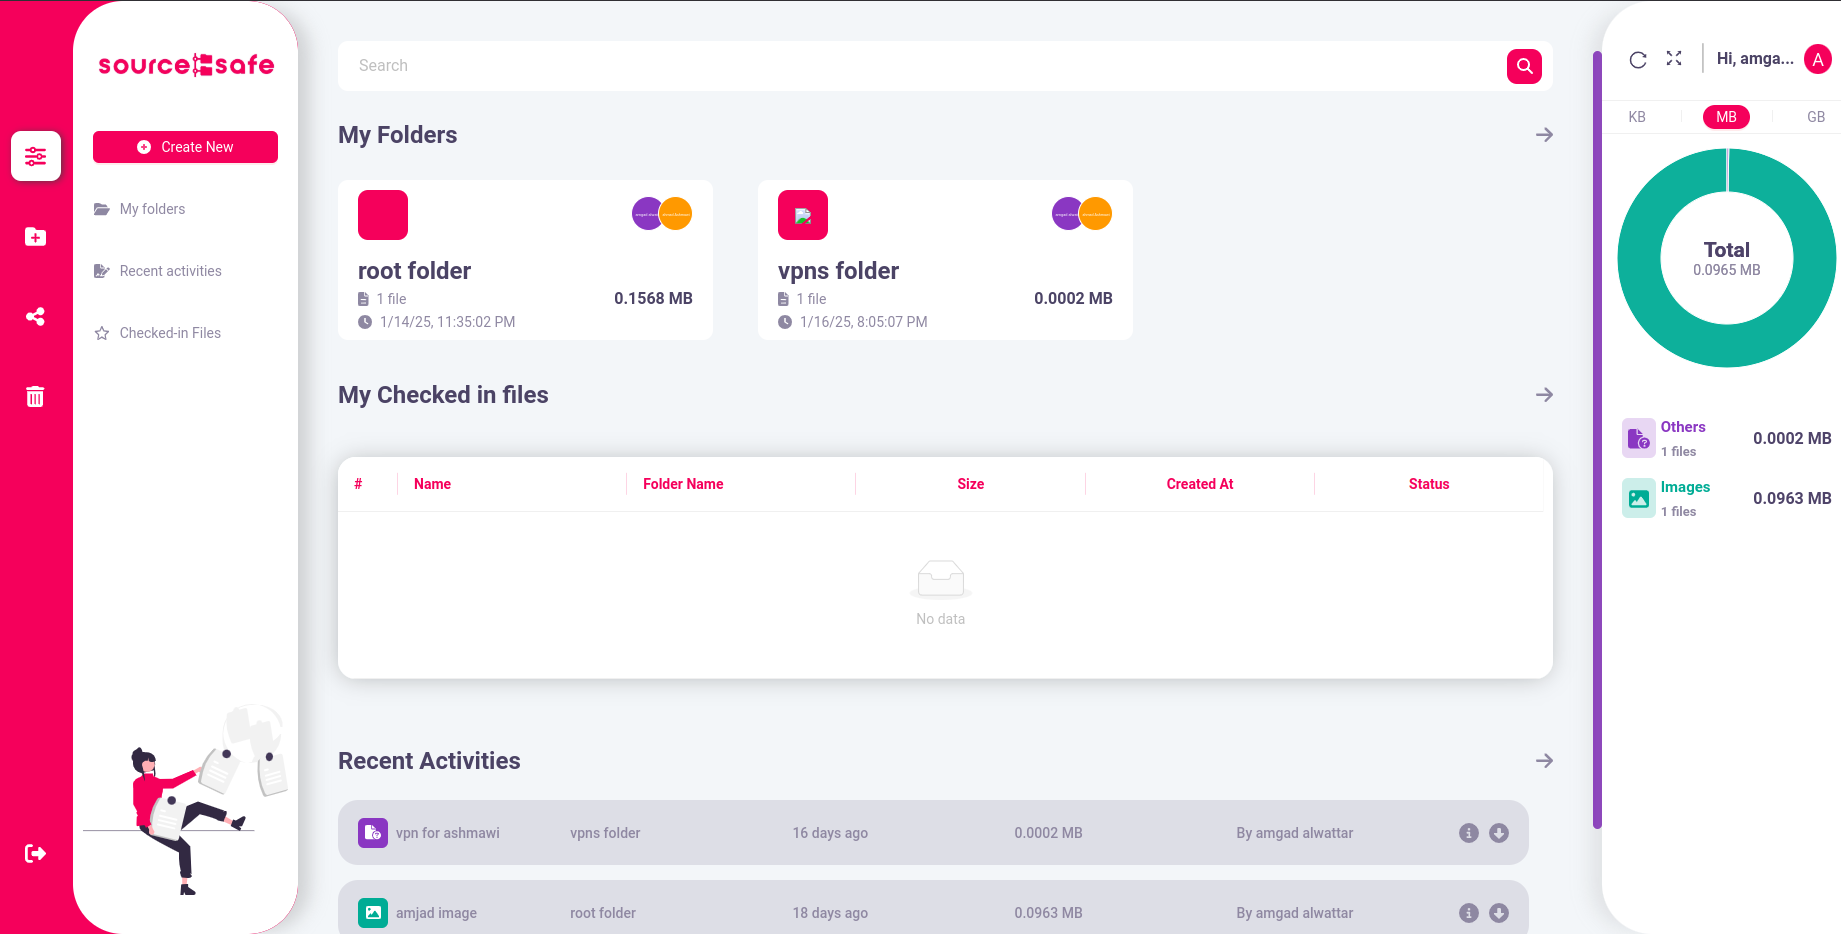 source safe
Create New
My folders
Recent activities
Checked-in Files
Search
My Folders
root folder
1 file
0.1568 MB
1/14/25, 11:35:02 PM
vpns folder
1 file
0.0002 MB
1/16/25, 8:05:07 PM
My Checked in files
# Name Folder Name Size Created At Status
No data
Recent Activities
vpn for ashmawi vpns folder 16 days ago 0.0002 MB By amgad alwattar
amjad image root folder 18 days ago 0.0963 MB By amgad alwattar
Hi, amga... A
KB MB GB
Total
0.0965 MB
Others
1 files
0.0002 MB
Images
1 files
0.0963 MB